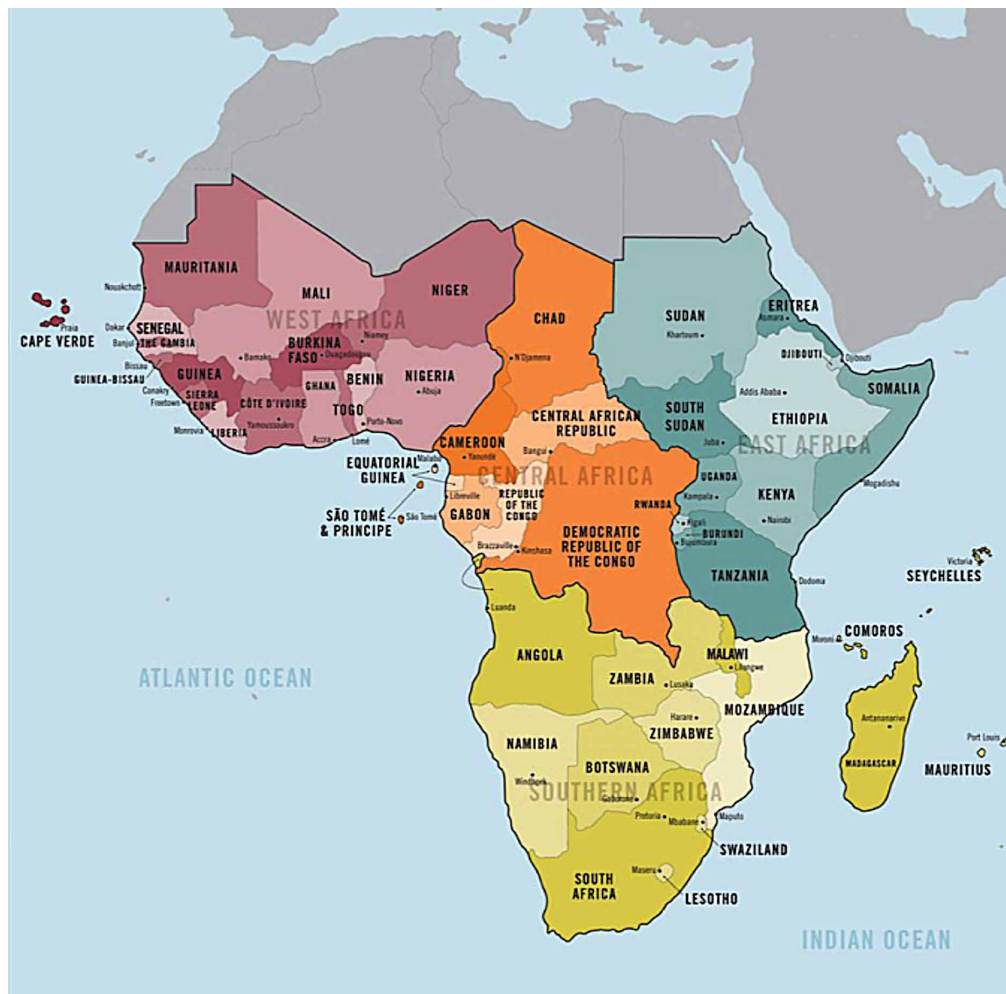 MAURITANIA
Nouakchott
MALI
WEST AFRICA
NIGER
Niamey
CHAD
N'Djamena
SUDAN
Khartoum
ERITREA
Asmara
CAPE VERDE
Praia
Dakar
SENEGAL
Banjul
THE GAMBIA
Bissau
GUINEA-BISSAU
Bamako
BURKINA
FASO
Ouagadougou
GUINEA
Conakry
SIERRA
LEONE
Freetown
CÔTE D'IVOIRE
Yamoussoukro
LIBERIA
Monrovia
GHANA
Accra
TOGO
Lomé
BENIN
Porto-Novo
NIGERIA
Abuja
DJIBOUTI
Djibouti
SOMALIA
Addis Ababa
ETHIOPIA
EAST AFRICA
SOUTH
SUDAN
Juba
CENTRAL AFRICAN
REPUBLIC
Bangui
CENTRAL AFRICA
CAMEROON
Yaoundé
Malabo
EQUATORIAL
GUINEA
Libreville
GABON
REPUBLIC
OF THE
CONGO
SÃO TOMÉ
& PRINCIPE
São Tomé
Brazzaville
Kinshasa
DEMOCRATIC
REPUBLIC OF
THE CONGO
UGANDA
Kampala
KENYA
Nairobi
Mogadishu
RWANDA
Kigali
BURUNDI
Bujumbura
TANZANIA
Dodoma
Victoria
SEYCHELLES
Luanda
ANGOLA
ZAMBIA
Lusaka
MALAWI
Lilongwe
Moroni
COMOROS
ATLANTIC OCEAN
MOZAMBIQUE
Harare
ZIMBABWE
NAMIBIA
Windhoek
BOTSWANA
Gaborone
SOUTHERN AFRICA
Antananarivo
MADAGASCAR
Port Louis
MAURITIUS
Pretoria
Mbabane
Maputo
SWAZILAND
SOUTH
AFRICA
Maseru
LESOTHO
INDIAN OCEAN